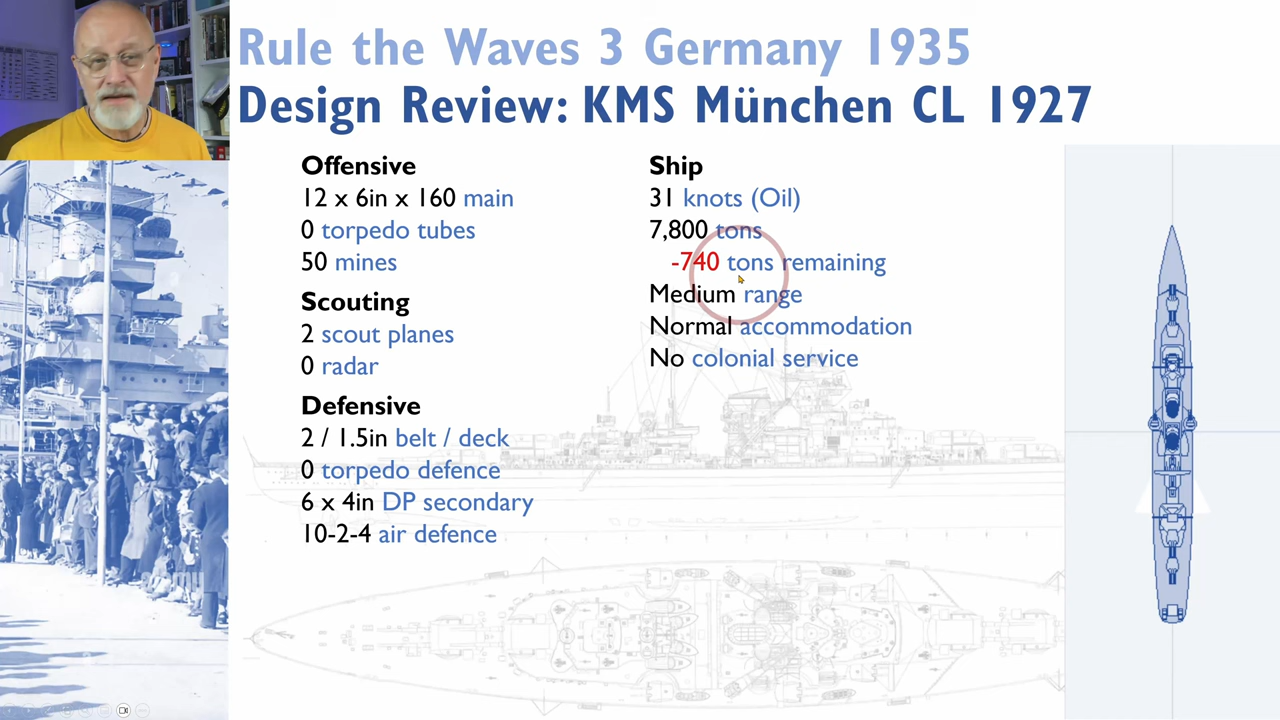 Rule the Waves 3 Germany 1935
Design Review: KMS München CL 1927
Offensive
12 x 6in x 160 main
0 torpedo tubes
50 mines
Scouting
2 scout planes
0 radar
Defensive
2 / 1.5in belt / deck
0 torpedo defence
6 x 4in DP secondary
10-2-4 air defence
Ship
31 knots (Oil)
7,800 tons
-740 tons remaining
Medium range
Normal accommodation
No colonial service